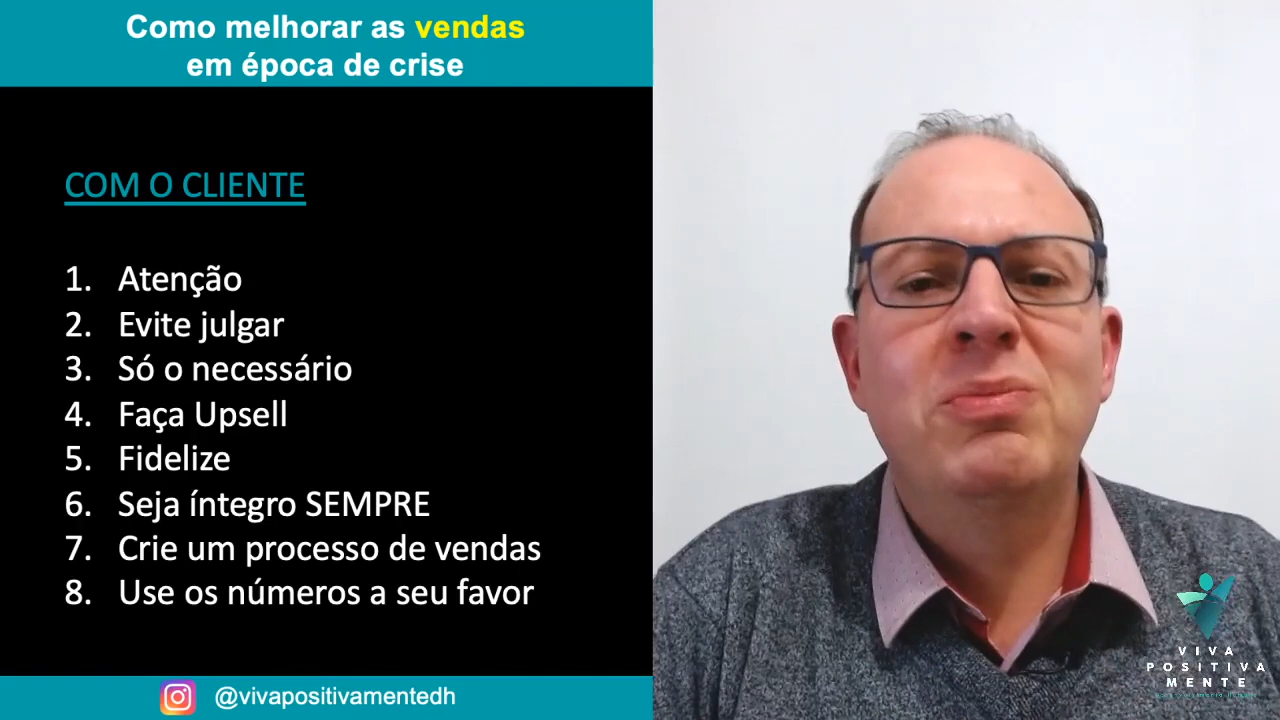 Como melhorar as vendas
em época de crise
COM O CLIENTE
1. Atenção
2. Evite julgar
3. Só o necessário
4. Faça Upsell
5. Fidelize
6. Seja íntegro SEMPRE
7. Crie um processo de vendas
8. Use os números a seu favor
@vivapositivamentedh
VIVA
POSITIVA
MENTE